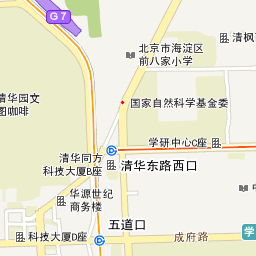 G7
北京市海淀区
前八家小学
清枫
清华园文
图咖啡
国家自然科学基金委
学研中心C座
清华同方
科技大厦B座
清华东路西口
华源世纪
商务楼
中
五道口
科技大厦D座
成府路
学